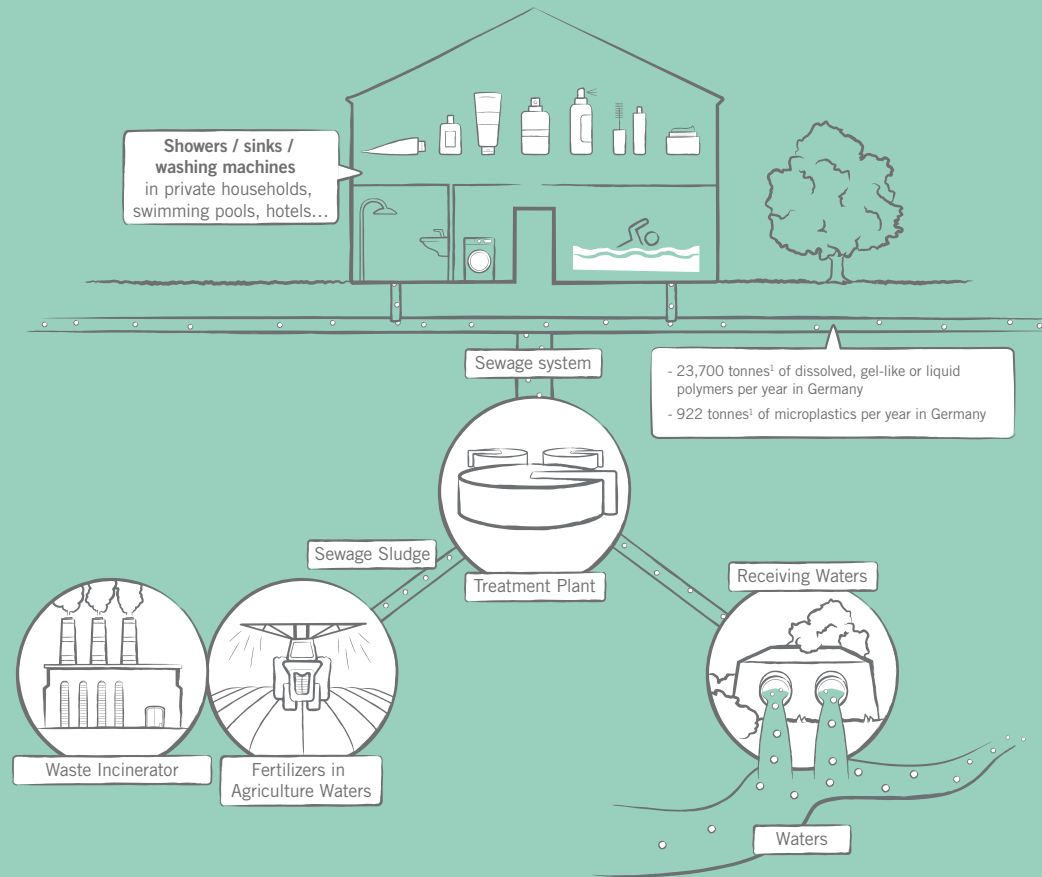 Showers / sinks /
washing machines
in private households,
swimming pools, hotels...
Sewage system
- 23,700 tonnes¹ of dissolved, gel-like or liquid
polymers per year in Germany
- 922 tonnes¹ of microplastics per year in Germany
Sewage Sludge
Treatment Plant
Receiving Waters
Waste Incinerator
Fertilizers in
Agriculture Waters
Waters